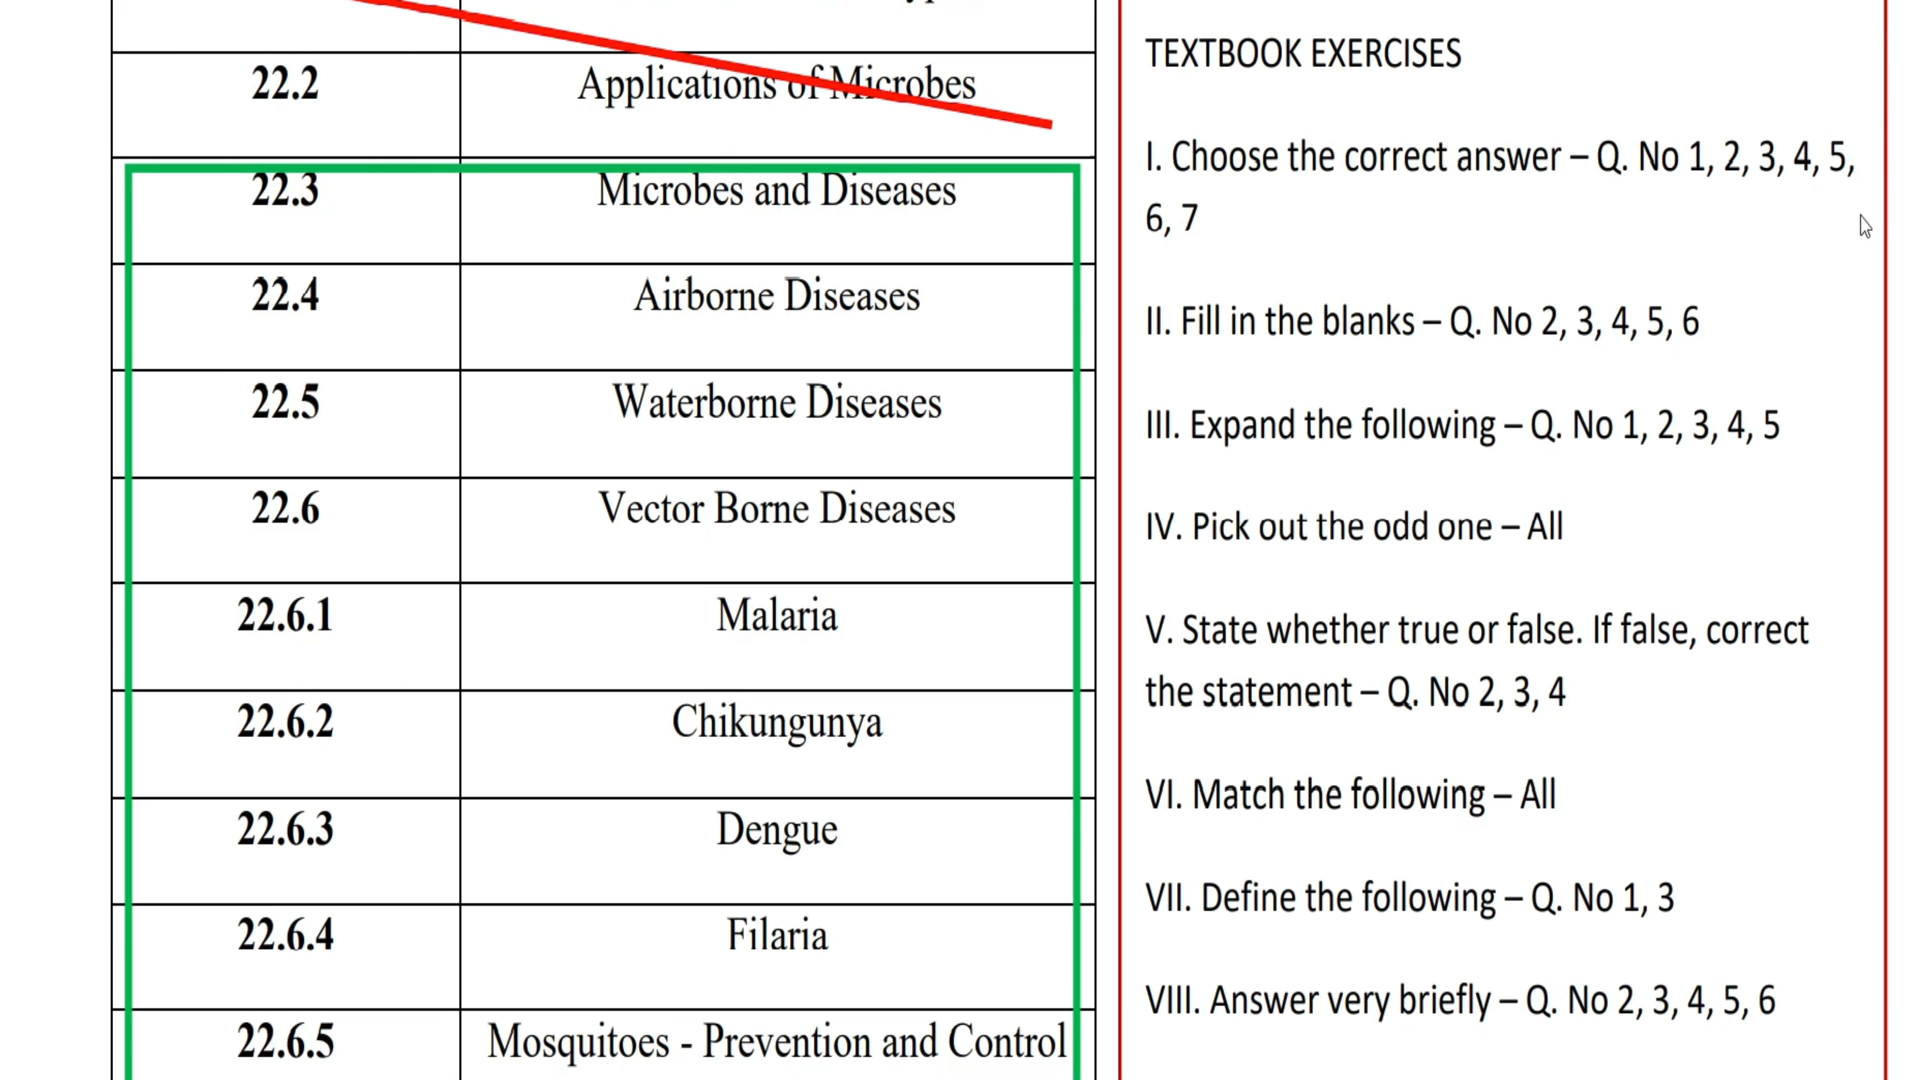 22.2 Applications of Microbes
22.3 Microbes and Diseases
22.4 Airborne Diseases
22.5 Waterborne Diseases
22.6 Vector Borne Diseases
22.6.1 Malaria
22.6.2 Chikungunya
22.6.3 Dengue
22.6.4 Filaria
22.6.5 Mosquitoes - Prevention and Control
TEXTBOOK EXERCISES
I. Choose the correct answer – Q. No 1, 2, 3, 4, 5,
6, 7
II. Fill in the blanks – Q. No 2, 3, 4, 5, 6
III. Expand the following – Q. No 1, 2, 3, 4, 5
IV. Pick out the odd one – All
V. State whether true or false. If false, correct
the statement – Q. No 2, 3, 4
VI. Match the following – All
VII. Define the following – Q. No 1, 3
VIII. Answer very briefly – Q. No 2, 3, 4, 5, 6